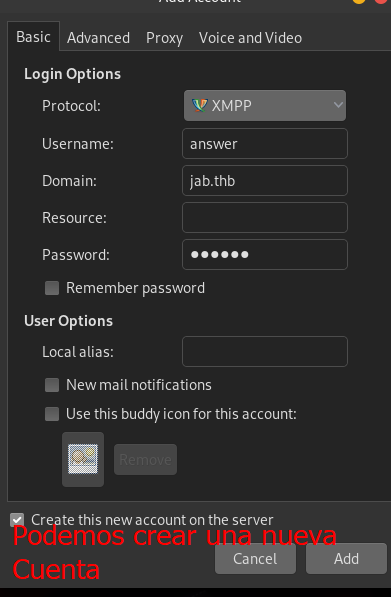 Add Account
Basic Advanced Proxy Voice and Video
Login Options
Protocol: XMPP
Username: answer
Domain: jab.thb
Resource:
Password: ●●●●●●
Remember password
User Options
Local alias:
New mail notifications
Use this buddy icon for this account:
Remove
Create this new account on the server
Podemos crear una nueva
Cuenta
Cancel Add